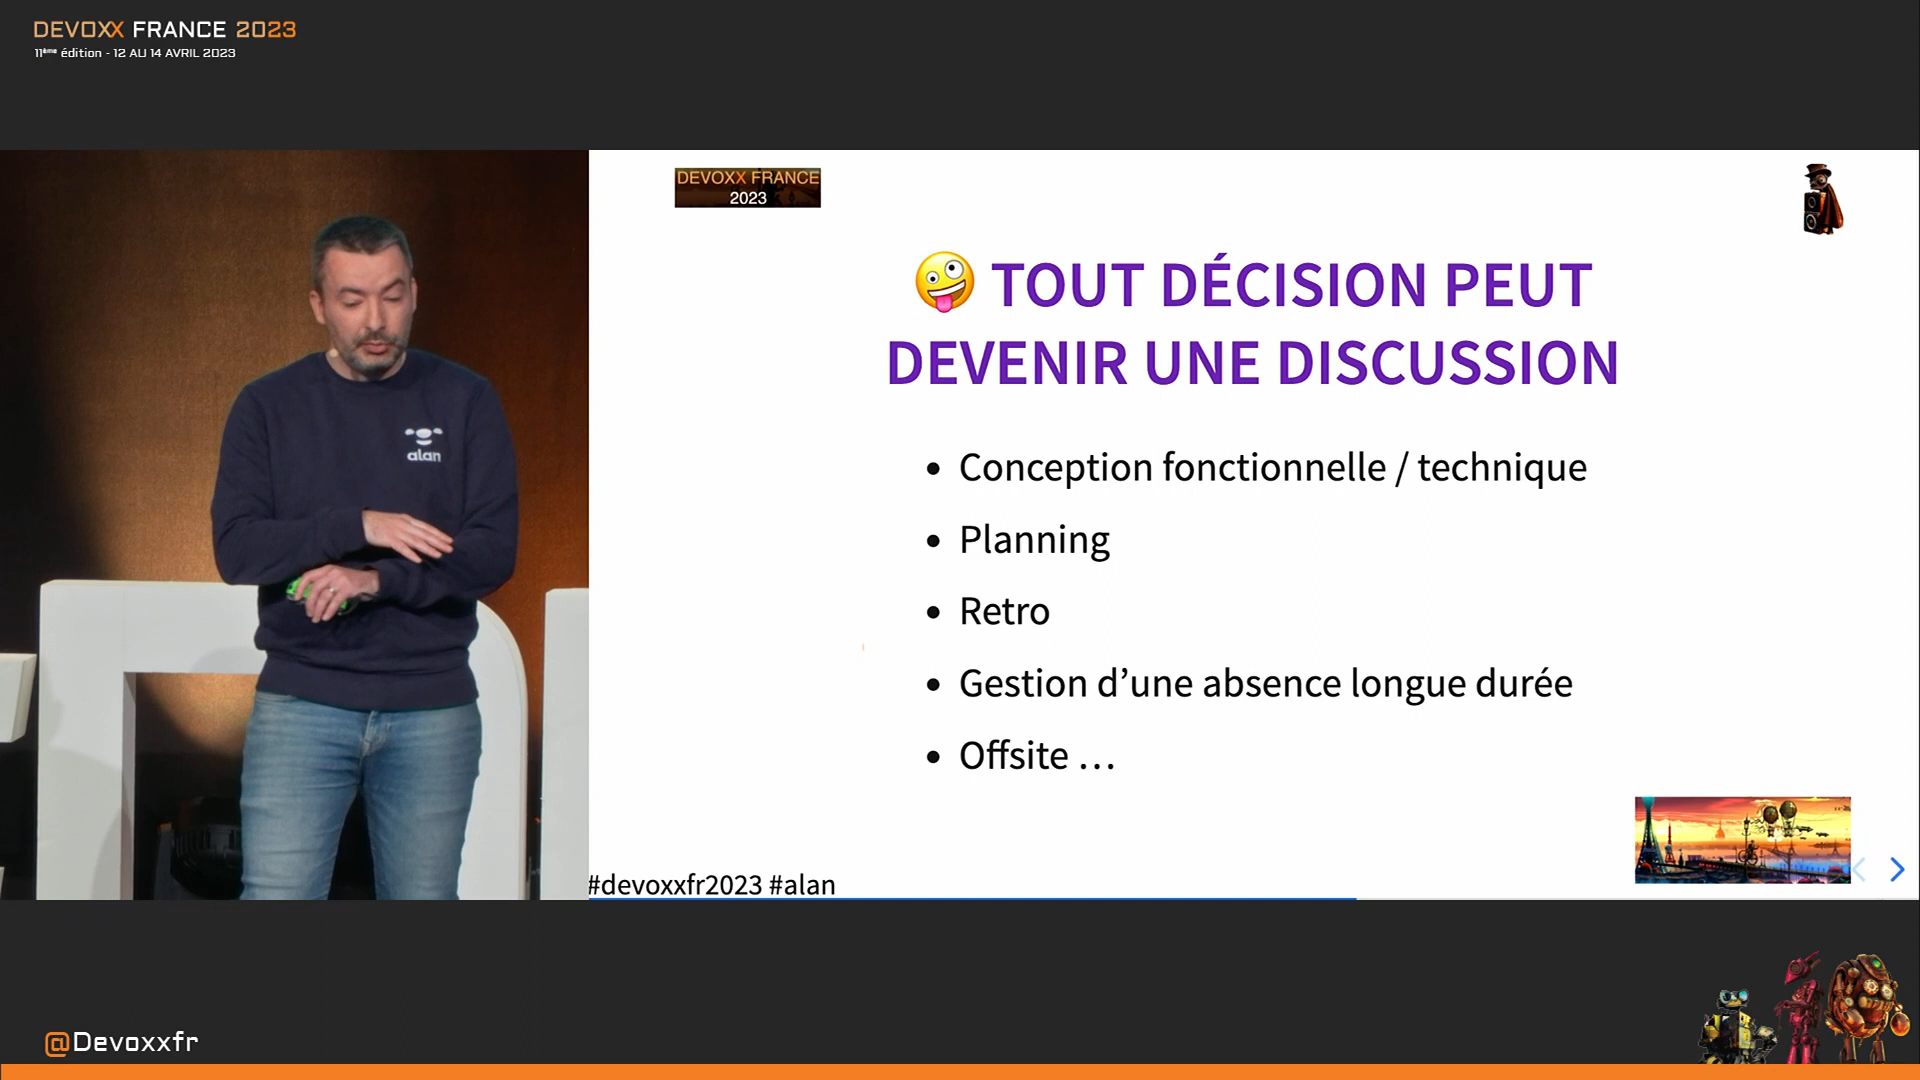 DEVOXX FRANCE 2023
11ème édition - 12 AU 14 AVRIL 2023
DEVOXX FRANCE
2023
🤪 TOUT DÉCISION PEUT
DEVENIR UNE DISCUSSION
• Conception fonctionnelle / technique
• Planning
• Retro
• Gestion d’une absence longue durée
• Offsite …
alan
#devoxxfr2023 #alan
@Devoxxfr